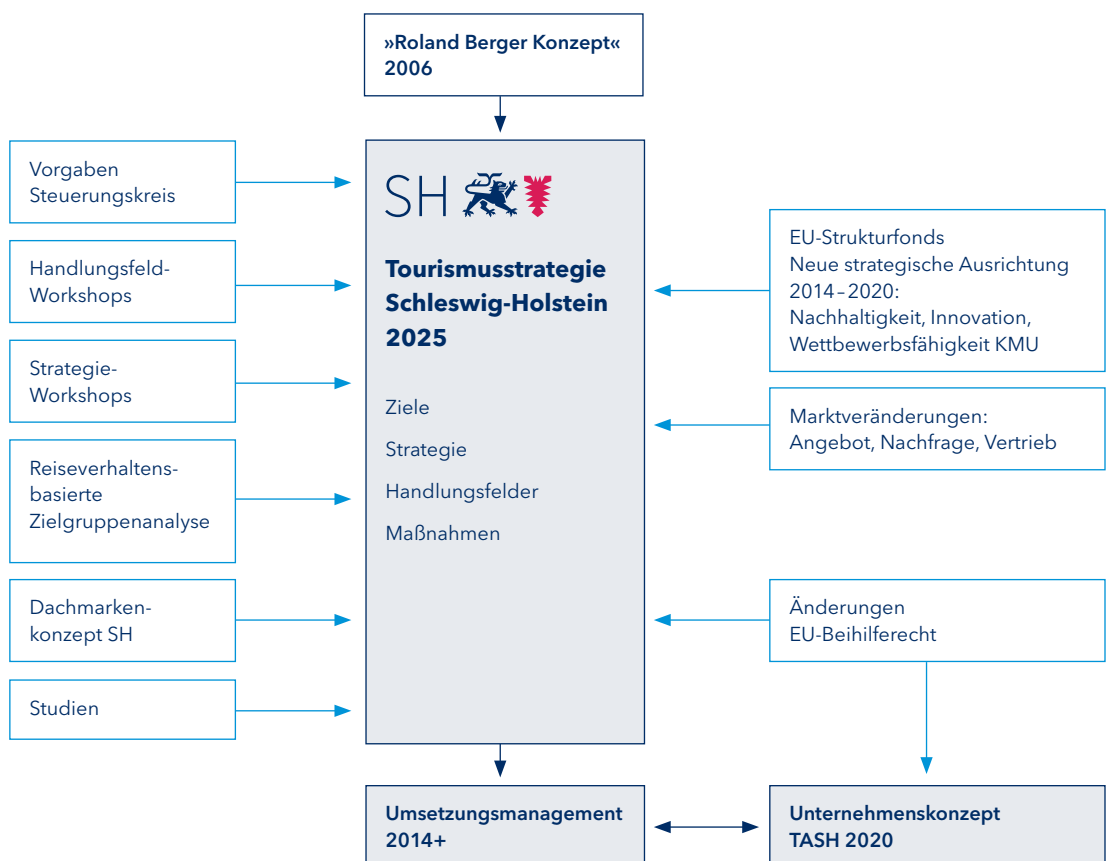 »Roland Berger Konzept«
2006
Vorgaben
Steuerungskreis
Handlungsfeld-
Workshops
Strategie-
Workshops
Reiseverhaltens-
basierte
Zielgruppenanalyse
Dachmarken-
konzept SH
Studien
SH
Tourismusstrategie
Schleswig-Holstein
2025
Ziele
Strategie
Handlungsfelder
Maßnahmen
EU-Strukturfonds
Neue strategische Ausrichtung
2014–2020:
Nachhaltigkeit, Innovation,
Wettbewerbsfähigkeit KMU
Marktveränderungen:
Angebot, Nachfrage, Vertrieb
Änderungen
EU-Beihilferecht
Umsetzungsmanagement
2014+
Unternehmenskonzept
TASH 2020